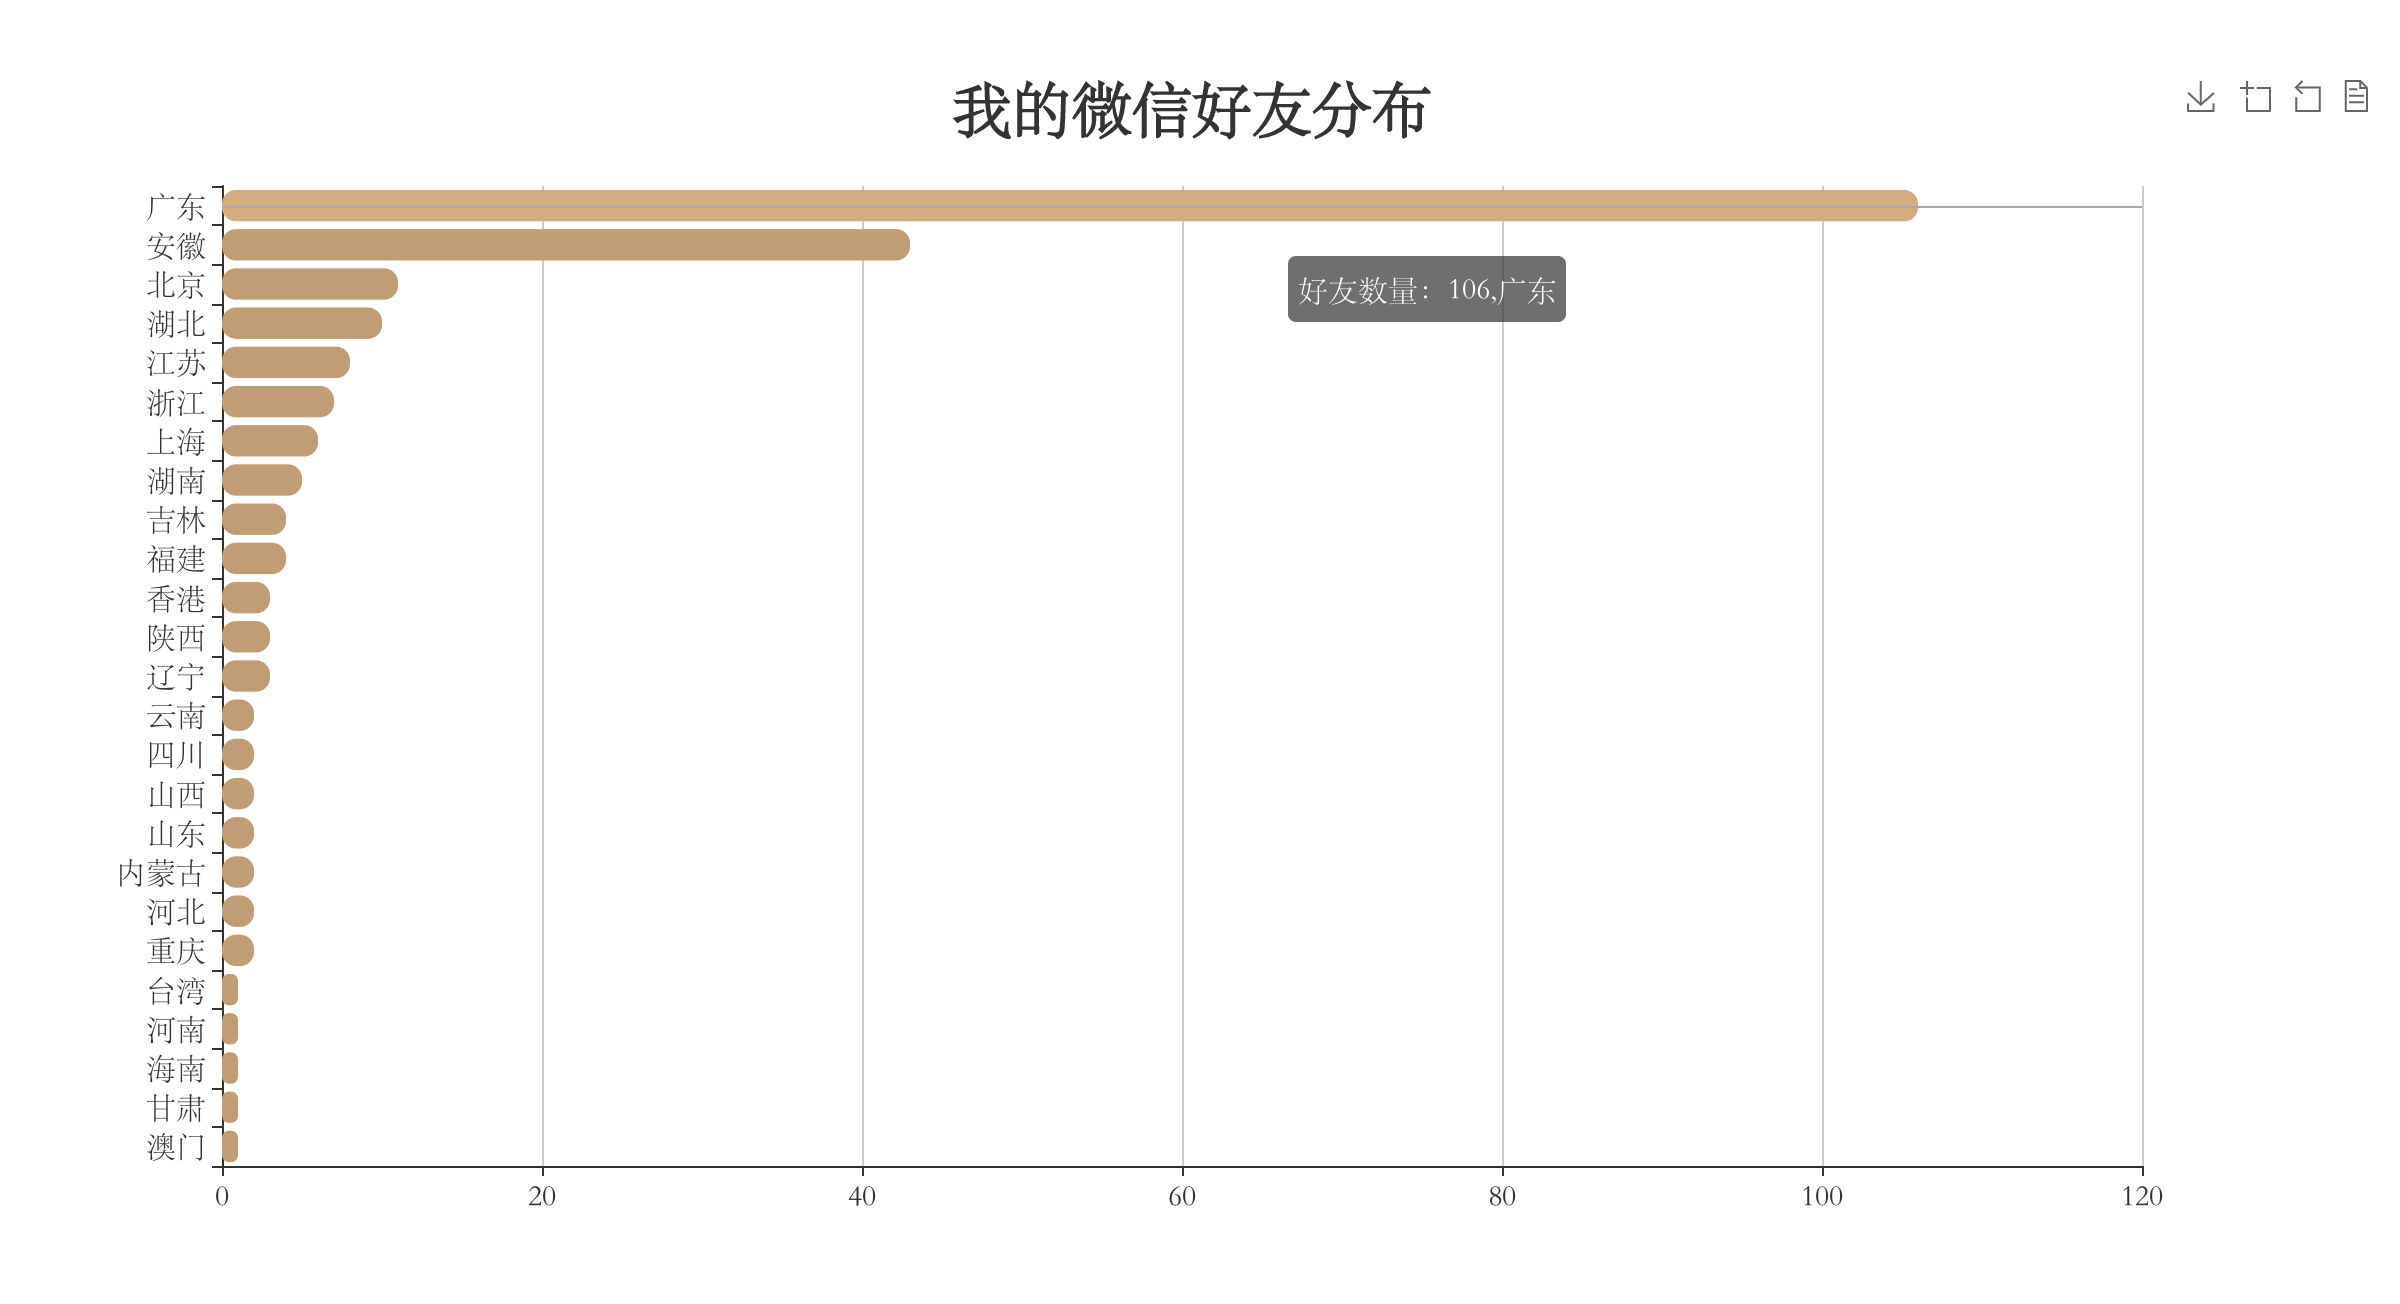 我的微信好友分布
广东
安徽
好友数量：106,广东
北京
湖北
江苏
浙江
上海
湖南
吉林
福建
香港
陕西
辽宁
云南
四川
山西
山东
内蒙古
河北
重庆
台湾
河南
海南
甘肃
澳门
0 20 40 60 80 100 120